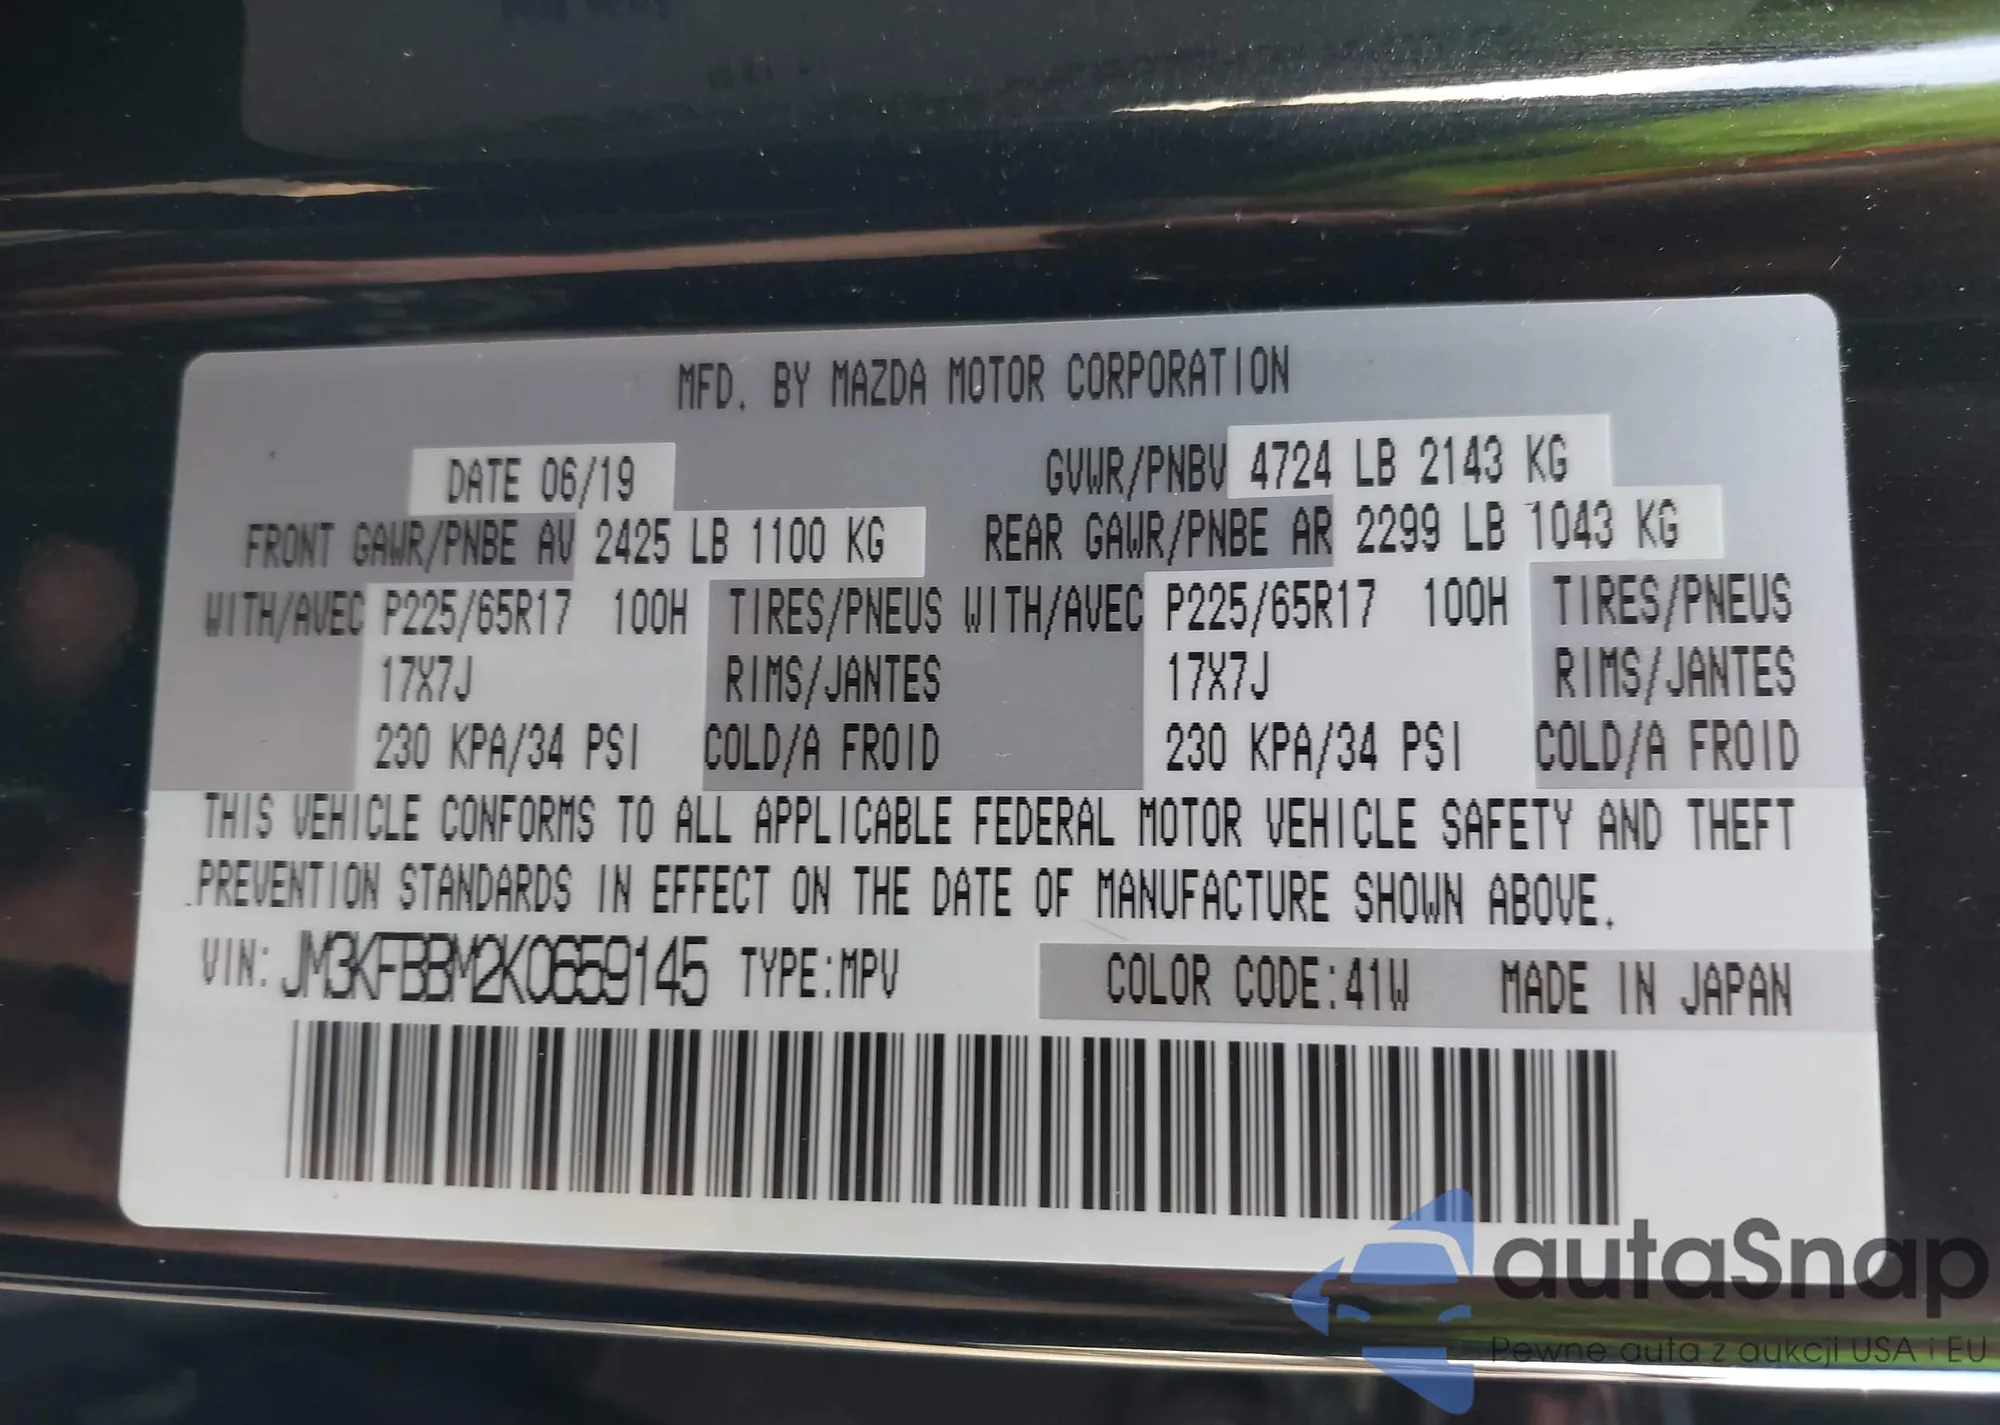 MFD. BY MAZDA MOTOR CORPORATION
DATE 06/19 GVWR/PNBV 4724 LB 2143 KG
FRONT GAWR/PNBE AV 2425 LB 1100 KG REAR GAWR/PNBE AR 2299 LB 1043 KG
WITH/AVEC P225/65R17 100H TIRES/PNEUS WITH/AVEC P225/65R17 100H TIRES/PNEUS
17X7J RIMS/JANTES 17X7J RIMS/JANTES
230 KPA/34 PSI COLD/A FROID 230 KPA/34 PSI COLD/A FROID
THIS VEHICLE CONFORMS TO ALL APPLICABLE FEDERAL MOTOR VEHICLE SAFETY AND THEFT
PREVENTION STANDARDS IN EFFECT ON THE DATE OF MANUFACTURE SHOWN ABOVE.
VIN: JM3KFBBM2K0659145 TYPE:MPV COLOR CODE:41W MADE IN JAPAN
autaSnap
Pewne auta z aukcji USA i EU